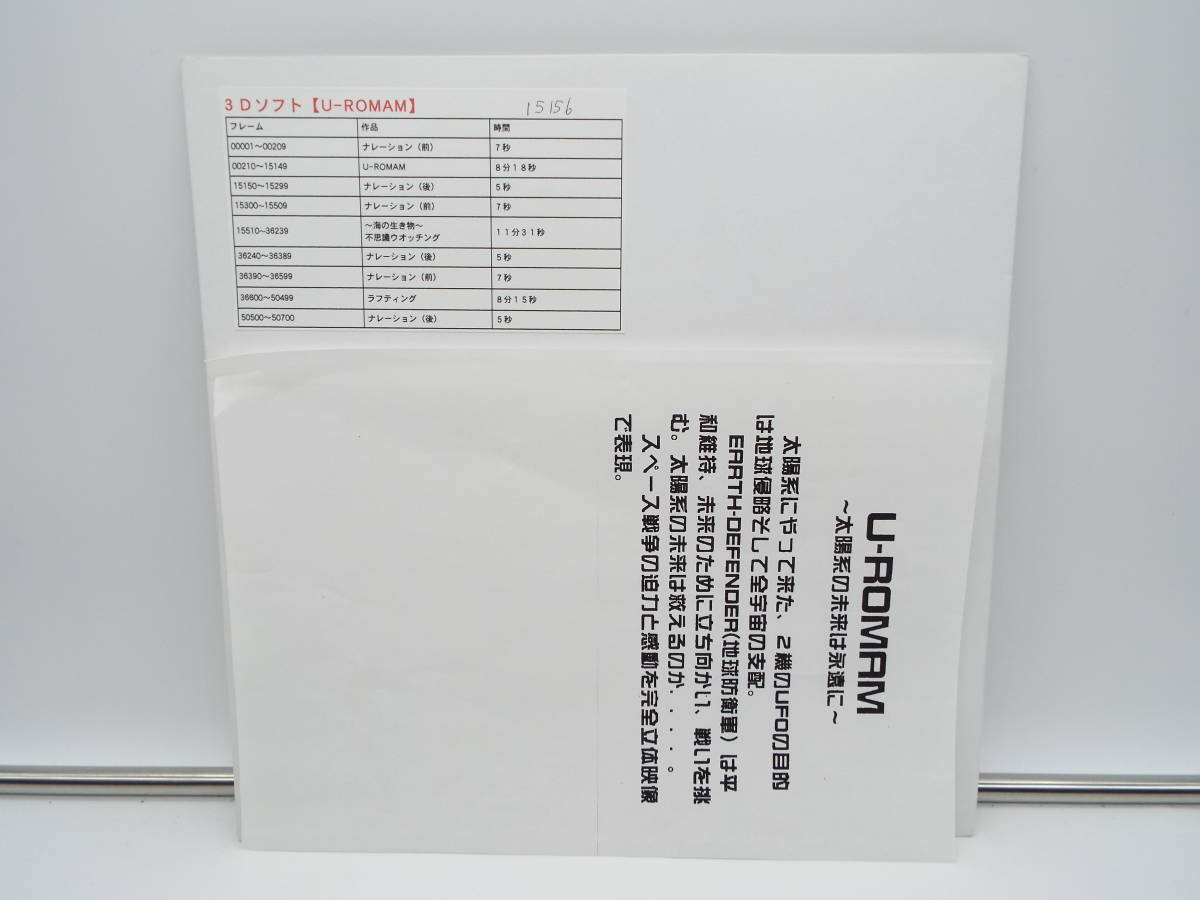 3Dソフト【U-ROMAM】 15156
フレーム 作品 時間
00001～00209 ナレーション（前） 7秒
00210～15149 U-ROMAM 8分18秒
15150～15299 ナレーション（後） 5秒
15300～15509 ナレーション（前） 7秒
15510～36239 ～海の生き物～
不思議ウオッチング 11分31秒
36240～36389 ナレーション（後） 5秒
36390～36599 ナレーション（前） 7秒
36600～50499 ラフティング 8分15秒
50500～50700 ナレーション（後） 5秒
U-ROMAM
～太陽系の未来は永遠に～
太陽系にやって来た、2機のUFOの目的
は地球侵略そして全宇宙の支配。
EARTH-DEFENDER(地球防衛軍）は平
和維持、未来のために立ち向かい、戦いを挑
む。太陽系の未来は救えるのか・・・・。
スペース戦争の迫力と感動を完全立体映像
で表現。